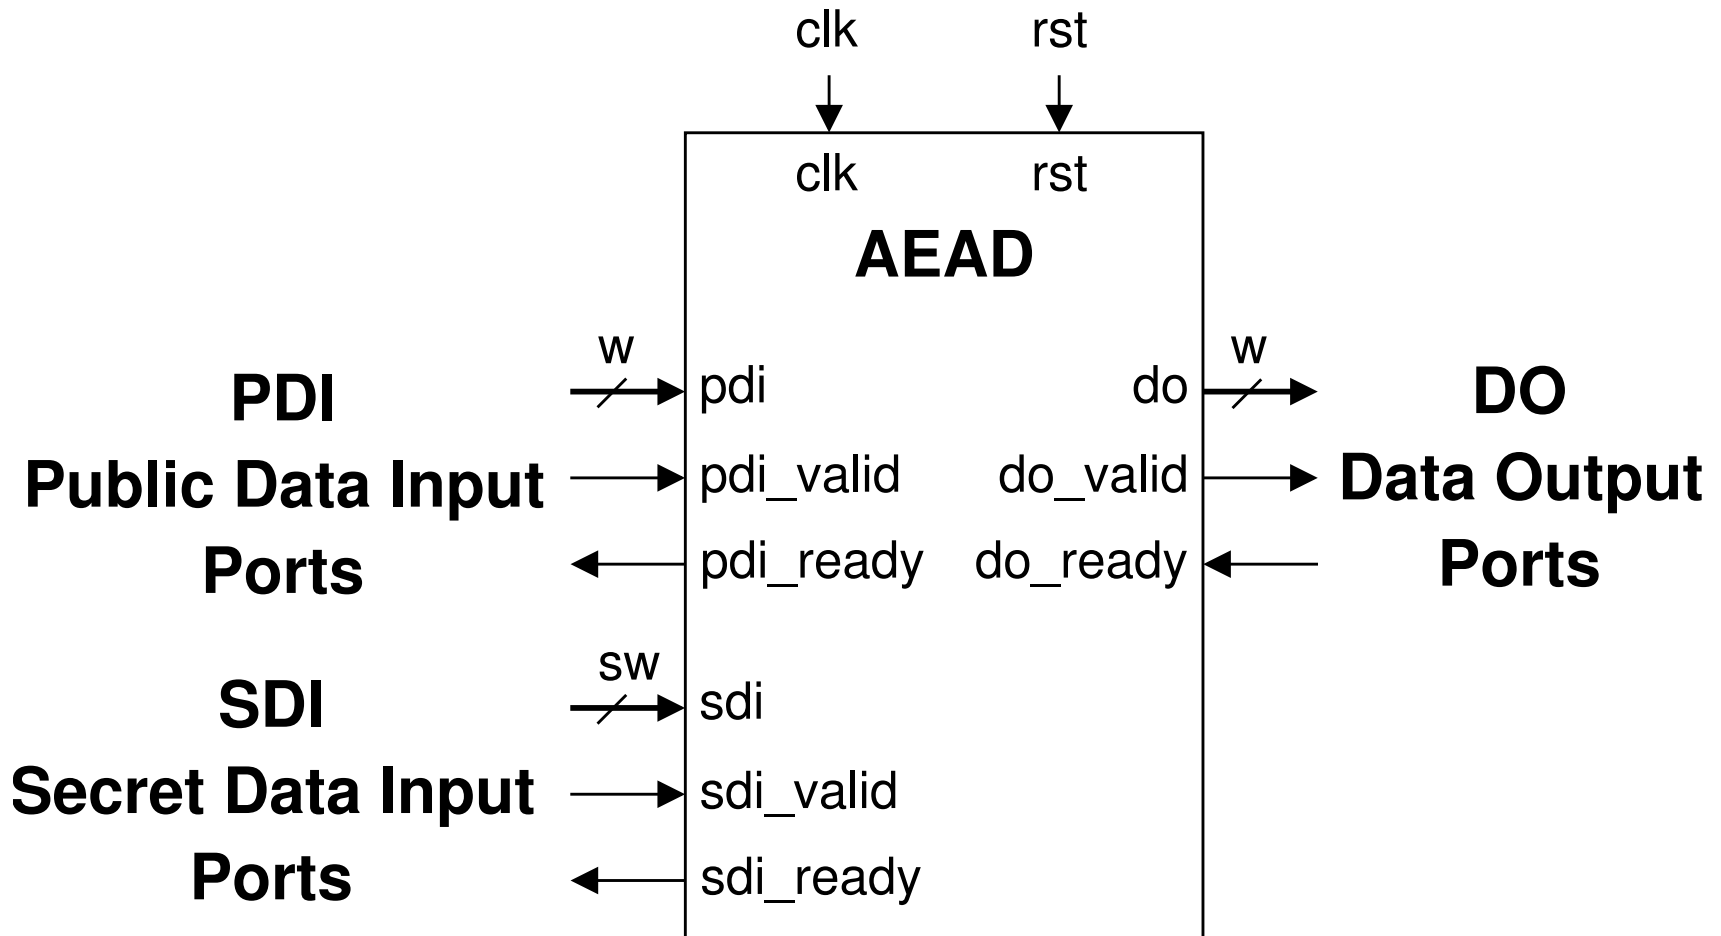 clk rst
clk rst
AEAD
w w
PDI pdi do DO
Public Data Input pdi_valid do_valid Data Output
Ports pdi_ready do_ready Ports
sw
SDI sdi
Secret Data Input sdi_valid
Ports sdi_ready